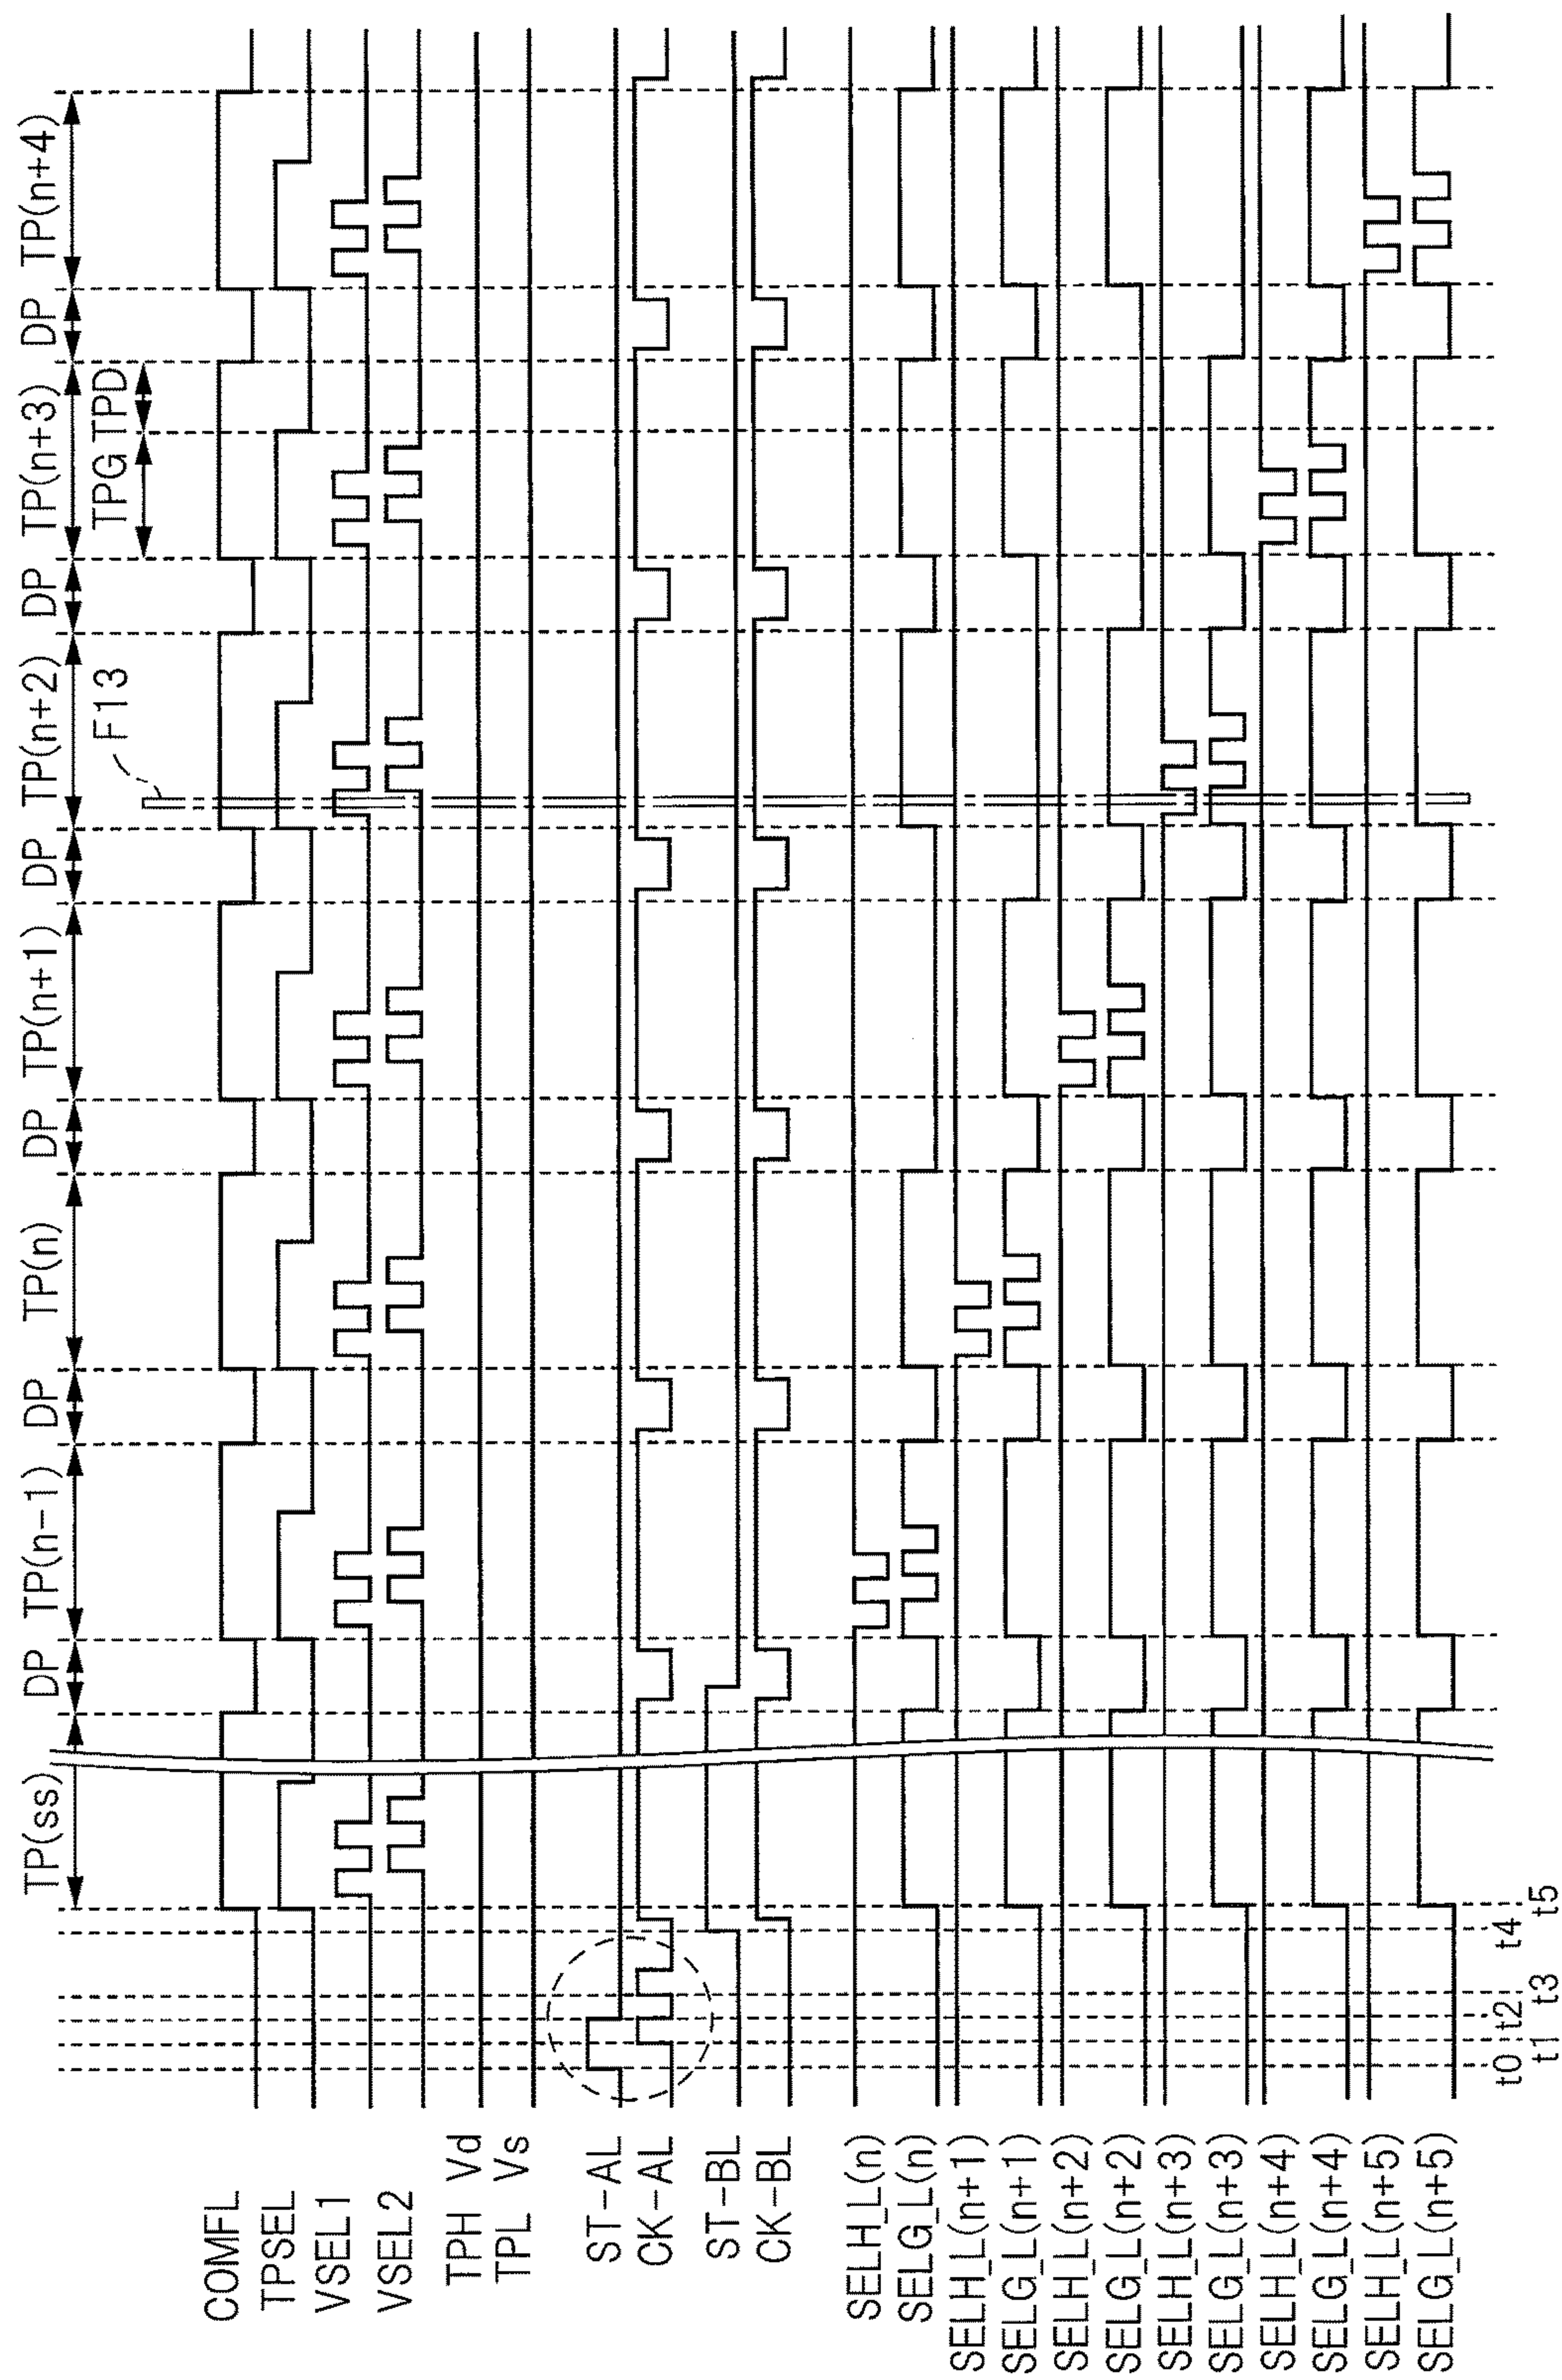 TP(ss) DP TP(n-1) DP TP(n) DP TP(n+1) DP TP(n+2) DP TP(n+3) DP TP(n+4)
TPG TPD
F13
COMFL
TPSEL
VSEL1
VSEL2
TPH Vd
TPL Vs
ST-AL
CK-AL
ST-BL
CK-BL
SELH_L(n)
SELG_L(n)
SELH_L(n+1)
SELG_L(n+1)
SELH_L(n+2)
SELG_L(n+2)
SELH_L(n+3)
SELG_L(n+3)
SELH_L(n+4)
SELG_L(n+4)
SELH_L(n+5)
SELG_L(n+5)
t0 t2 t4
t1 t3 t5